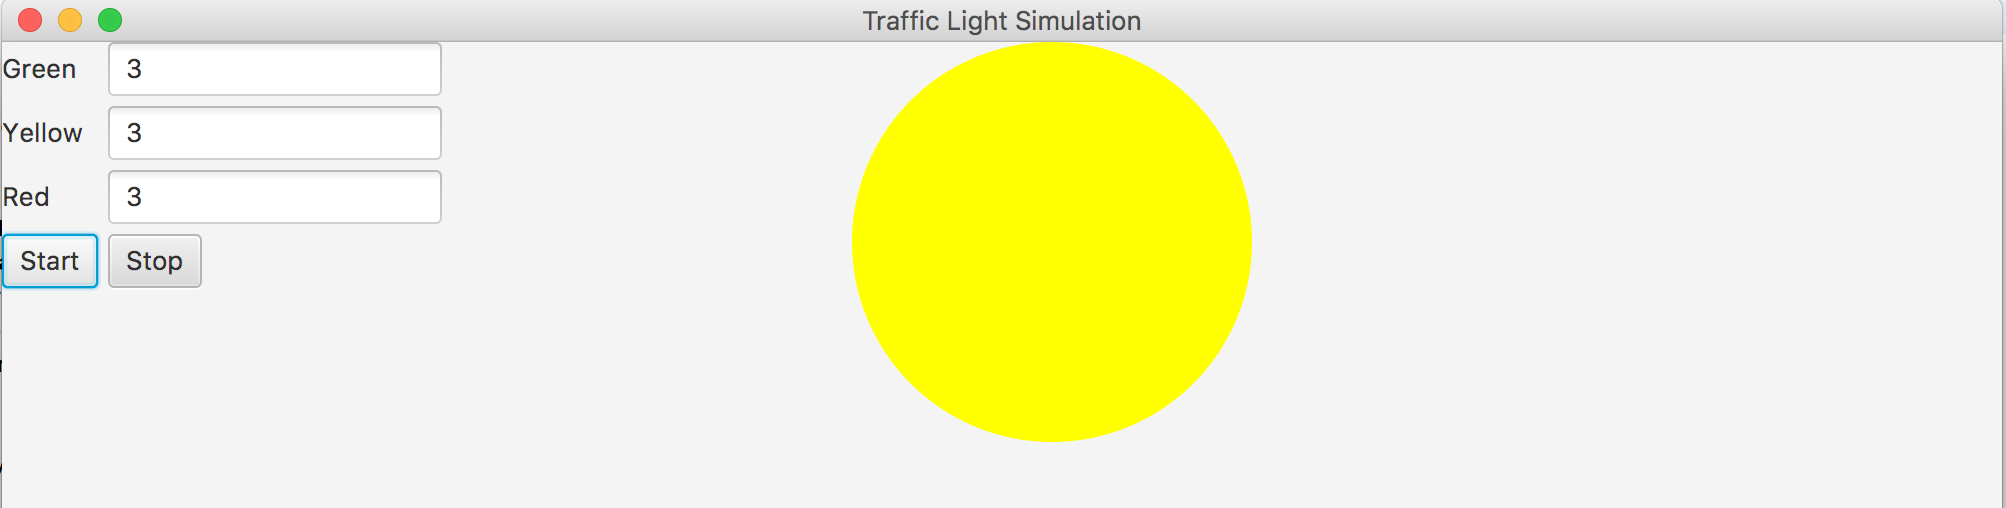 Traffic Light Simulation
Green 3
Yellow 3
Red 3
Start Stop